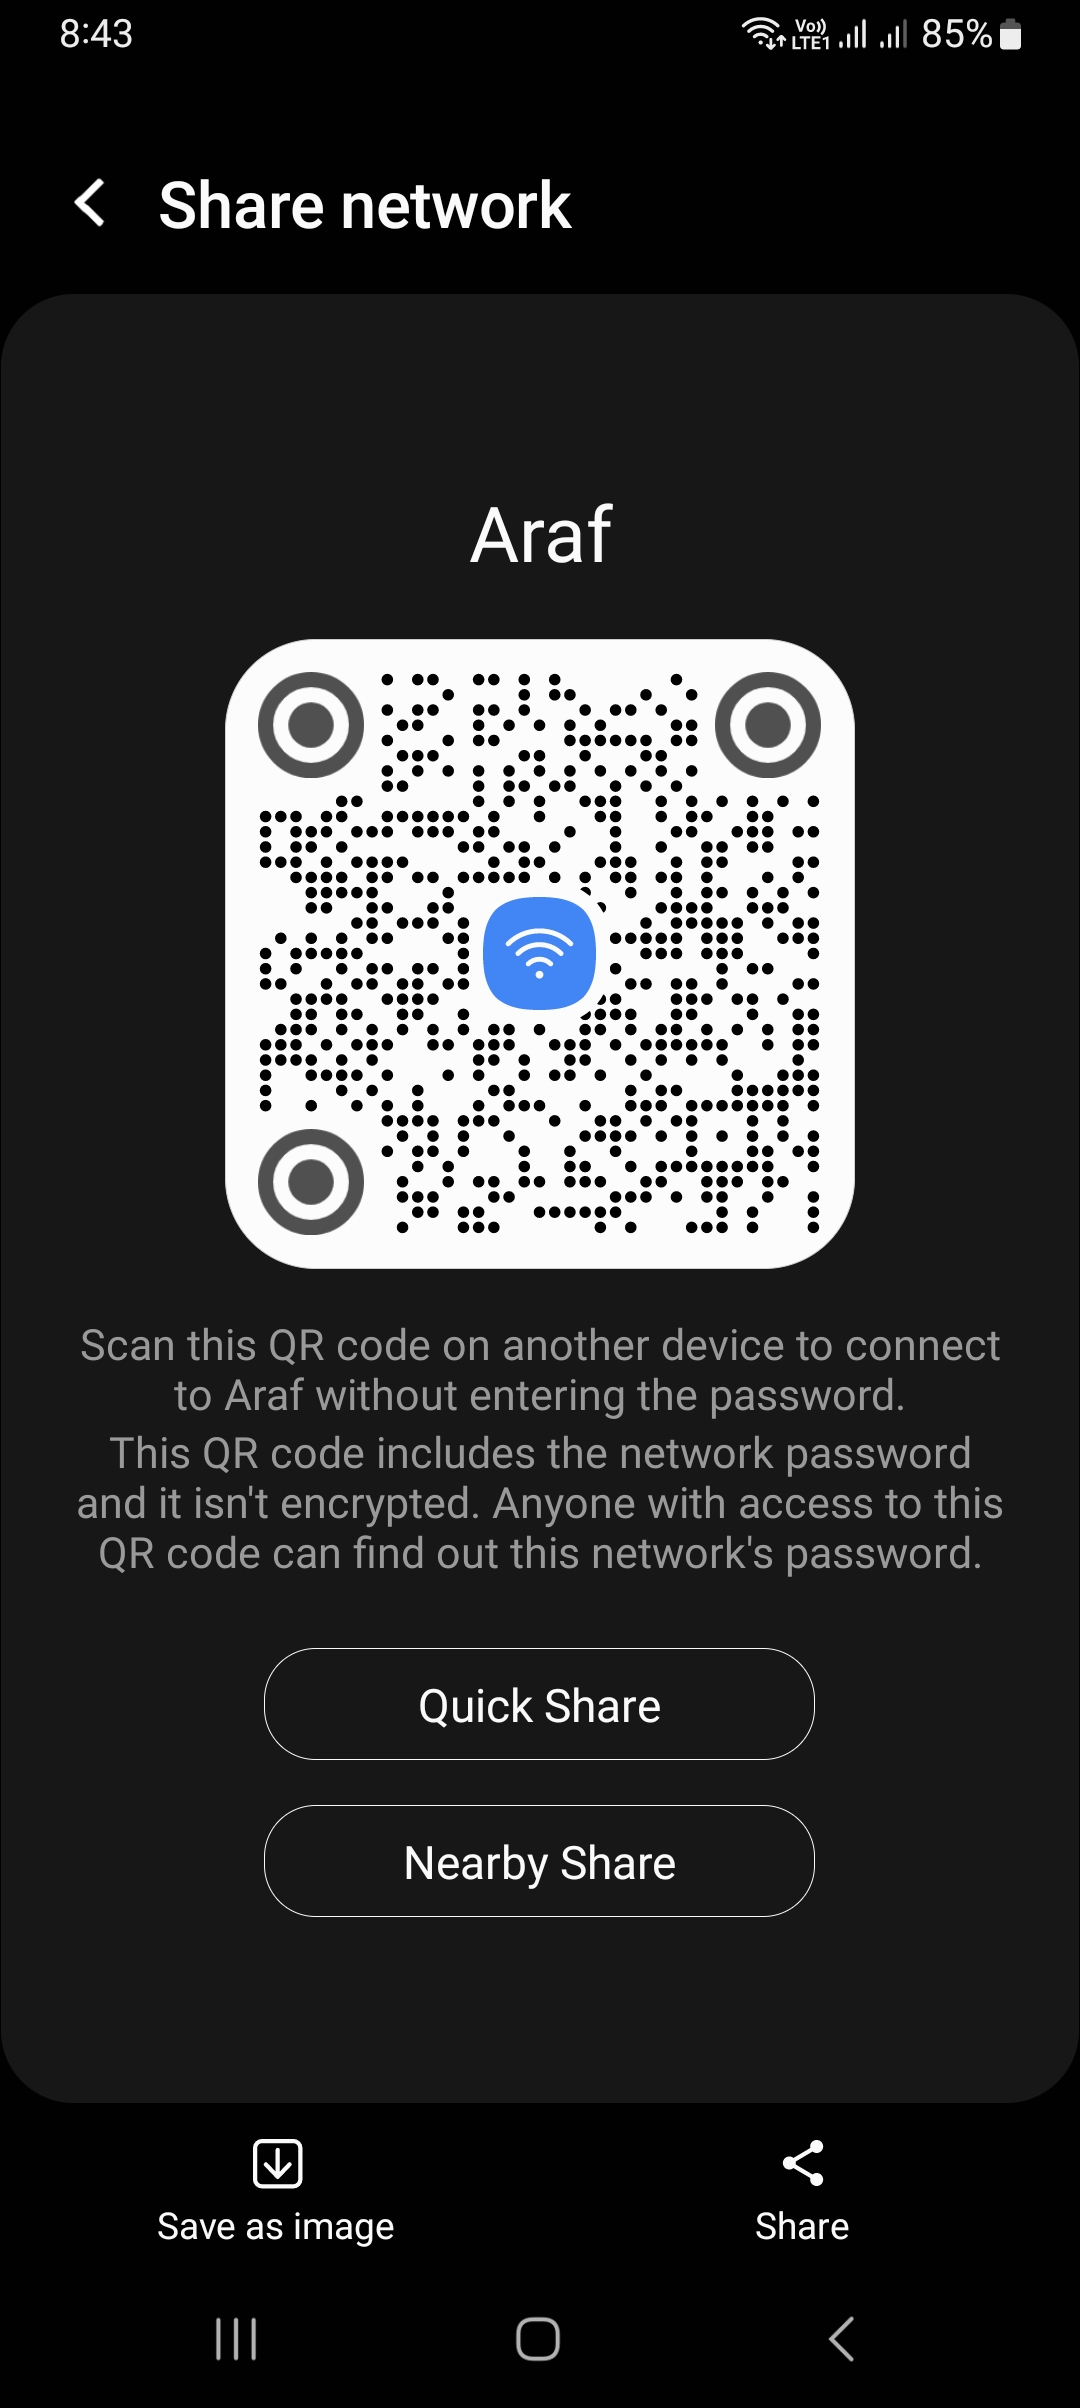 8:43
Vo)) LTE1 85%
Share network
Araf
Scan this QR code on another device to connect
to Araf without entering the password.
This QR code includes the network password
and it isn't encrypted. Anyone with access to this
QR code can find out this network's password.
Quick Share
Nearby Share
Save as image
Share